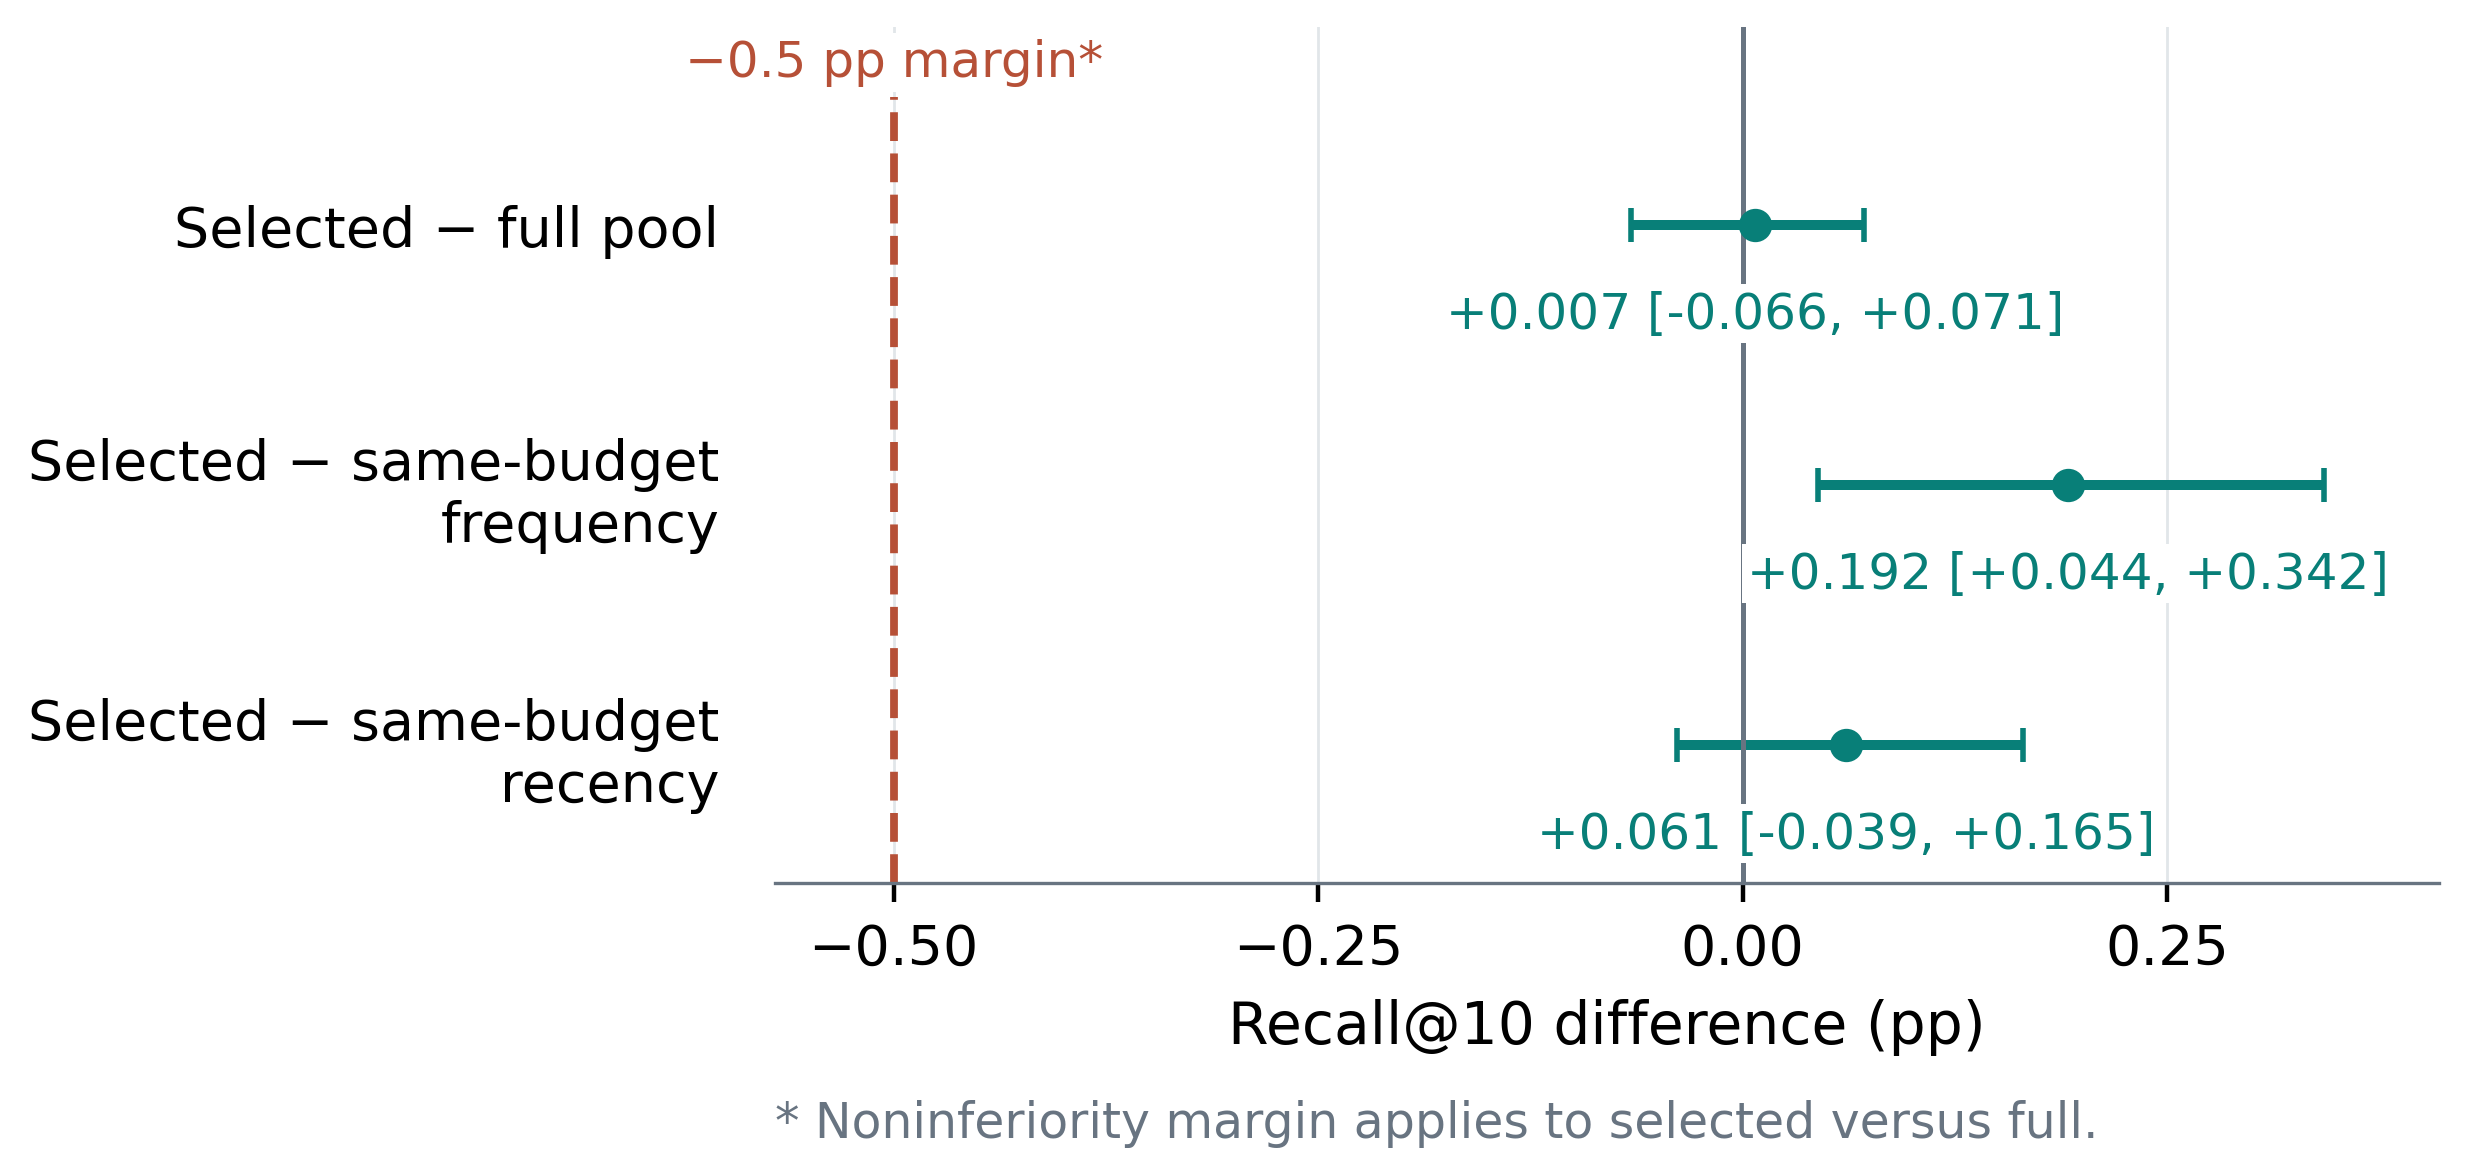 −0.5 pp margin*
Selected − full pool
+0.007 [-0.066, +0.071]
Selected − same-budget
frequency
+0.192 [+0.044, +0.342]
Selected − same-budget
recency
+0.061 [-0.039, +0.165]
−0.50 −0.25 0.00 0.25
Recall@10 difference (pp)
* Noninferiority margin applies to selected versus full.